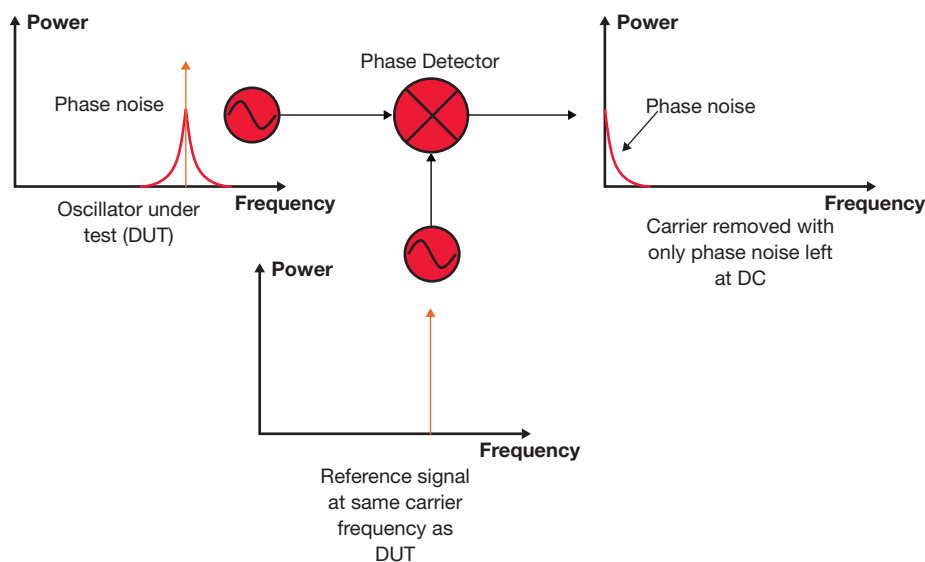 Power
Phase noise
Frequency
Oscillator under
test (DUT)
Phase Detector
Power
Frequency
Reference signal
at same carrier
frequency as
DUT
Power
Phase noise
Frequency
Carrier removed with
only phase noise left
at DC